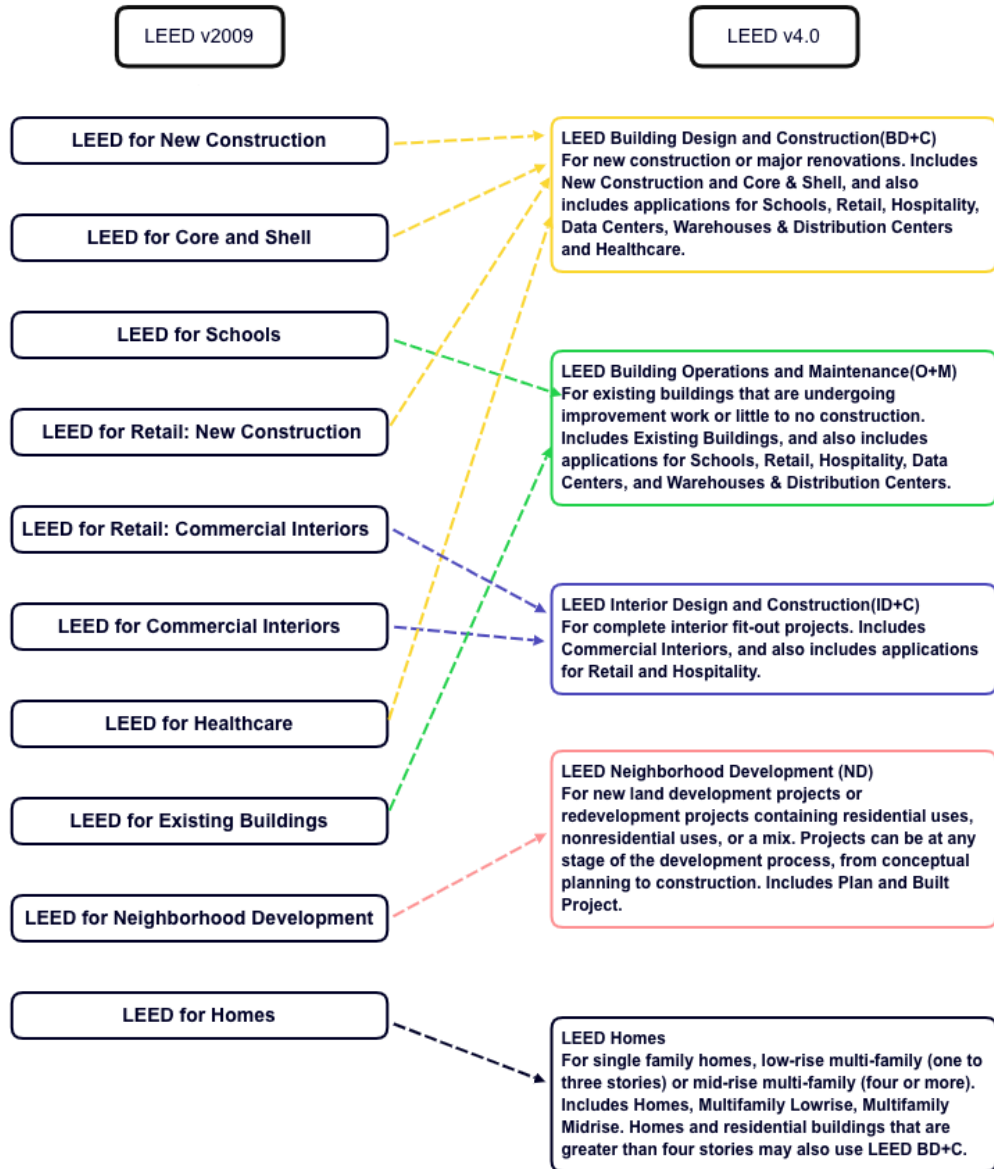 LEED v2009
LEED v4.0
LEED for New Construction
LEED for Core and Shell
LEED for Schools
LEED for Retail: New Construction
LEED for Retail: Commercial Interiors
LEED for Commercial Interiors
LEED for Healthcare
LEED for Existing Buildings
LEED for Neighborhood Development
LEED for Homes
LEED Building Design and Construction(BD+C)
For new construction or major renovations. Includes
New Construction and Core & Shell, and also
includes applications for Schools, Retail, Hospitality,
Data Centers, Warehouses & Distribution Centers
and Healthcare.
LEED Building Operations and Maintenance(O+M)
For existing buildings that are undergoing
improvement work or little to no construction.
Includes Existing Buildings, and also includes
applications for Schools, Retail, Hospitality, Data
Centers, and Warehouses & Distribution Centers.
LEED Interior Design and Construction(ID+C)
For complete interior fit-out projects. Includes
Commercial Interiors, and also includes applications
for Retail and Hospitality.
LEED Neighborhood Development (ND)
For new land development projects or
redevelopment projects containing residential uses,
nonresidential uses, or a mix. Projects can be at any
stage of the development process, from conceptual
planning to construction. Includes Plan and Built
Project.
LEED Homes
For single family homes, low-rise multi-family (one to
three stories) or mid-rise multi-family (four or more).
Includes Homes, Multifamily Lowrise, Multifamily
Midrise. Homes and residential buildings that are
greater than four stories may also use LEED BD+C.